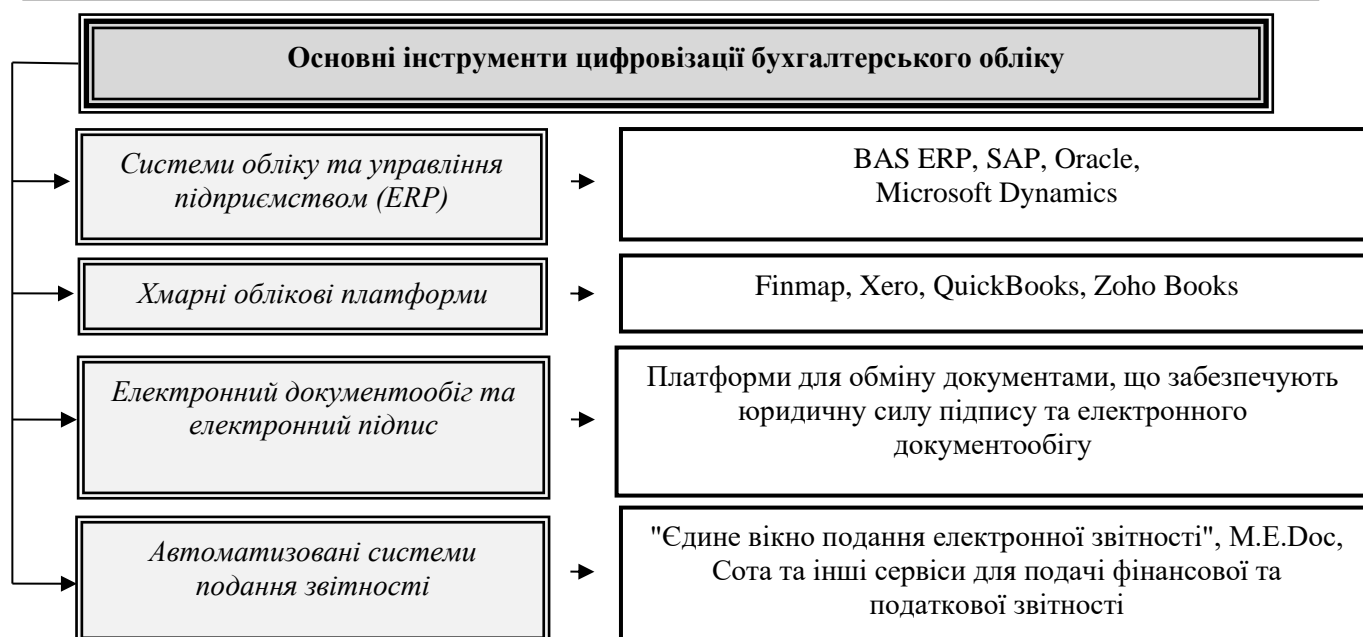 Основні інструменти цифровізації бухгалтерського обліку
Системи обліку та управління
підприємством (ERP)
BAS ERP, SAP, Oracle,
Microsoft Dynamics
Хмарні облікові платформи
Finmap, Xero, QuickBooks, Zoho Books
Електронний документообіг та
електронний підпис
Платформи для обміну документами, що забезпечують
юридичну силу підпису та електронного
документообігу
Автоматизовані системи
подання звітності
"Єдине вікно подання електронної звітності", M.E.Doc,
Сота та інші сервіси для подачі фінансової та
податкової звітності